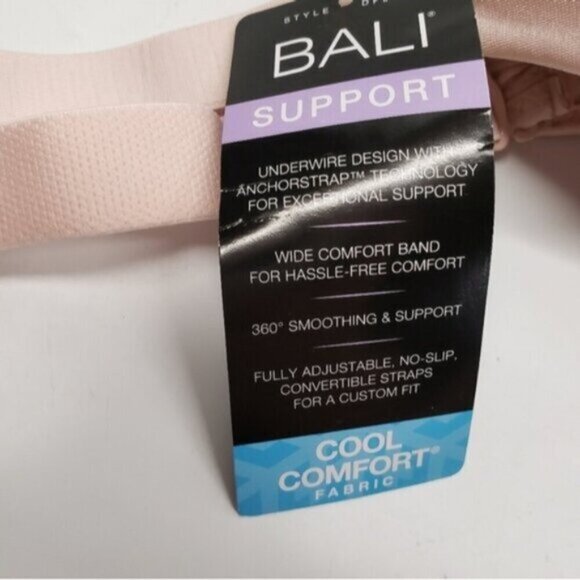 STYLE
BALI®
SUPPORT
UNDERWIRE DESIGN WITH
ANCHORSTRAP™ TECHNOLOGY
FOR EXCEPTIONAL SUPPORT
WIDE COMFORT BAND
FOR HASSLE-FREE COMFORT
360° SMOOTHING & SUPPORT
FULLY ADJUSTABLE, NO-SLIP,
CONVERTIBLE STRAPS
FOR A CUSTOM FIT
COOL
COMFORT®
FABRIC